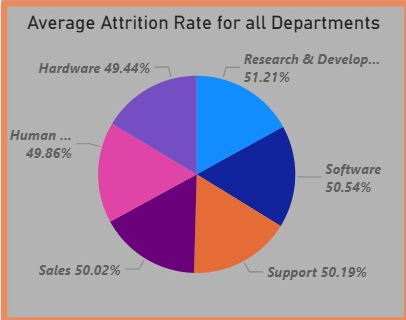 Average Attrition Rate for all Departments
Hardware 49.44%
Research & Develop...
51.21%
Human ...
49.86%
Software
50.54%
Sales 50.02%
Support 50.19%